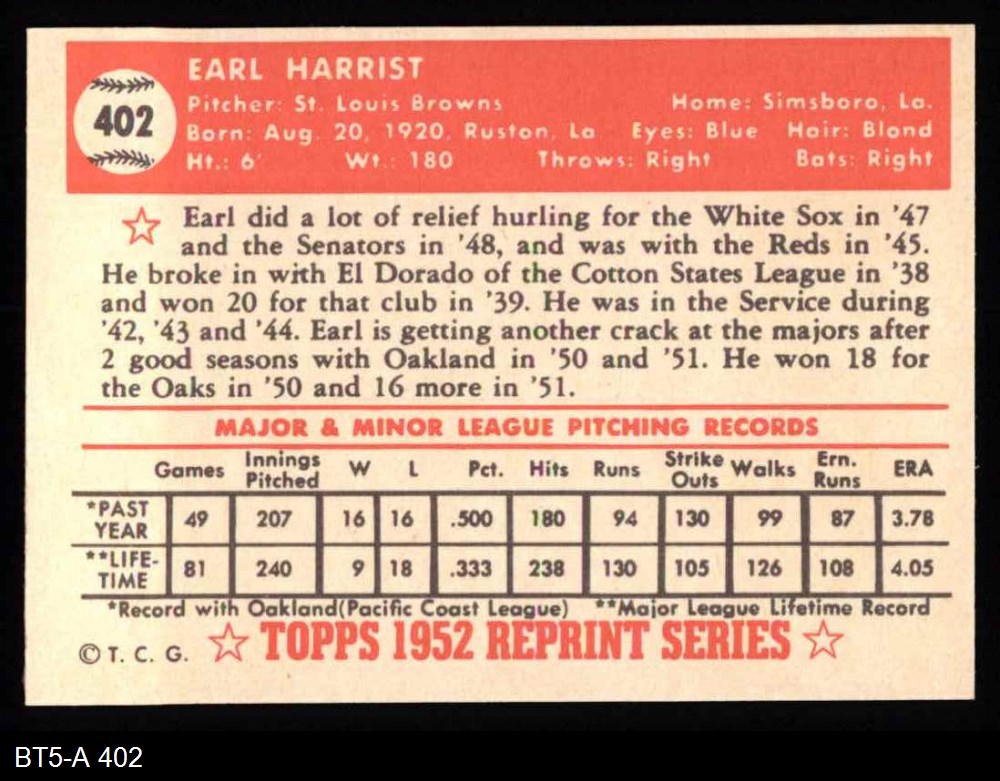 402
EARL HARRIST
Pitcher: St. Louis Browns Home: Simsboro, La.
Born: Aug. 20, 1920, Ruston, La Eyes: Blue Hair: Blond
Ht.: 6' Wt.: 180 Throws: Right Bats: Right
Earl did a lot of relief hurling for the White Sox in '47
and the Senators in '48, and was with the Reds in '45.
He broke in with El Dorado of the Cotton States League in '38
and won 20 for that club in '39. He was in the Service during
'42, '43 and '44. Earl is getting another crack at the majors after
2 good seasons with Oakland in '50 and '51. He won 18 for
the Oaks in '50 and 16 more in '51.
MAJOR & MINOR LEAGUE PITCHING RECORDS
Games Innings Pitched W L Pct. Hits Runs Strike Outs Walks Ern. Runs ERA
*PAST YEAR 49 207 16 16 .500 180 94 130 99 87 3.78
**LIFE-TIME 81 240 9 18 .333 238 130 105 126 108 4.05
*Record with Oakland(Pacific Coast League) **Major League Lifetime Record
©T. C. G. TOPPS 1952 REPRINT SERIES
BT5-A 402